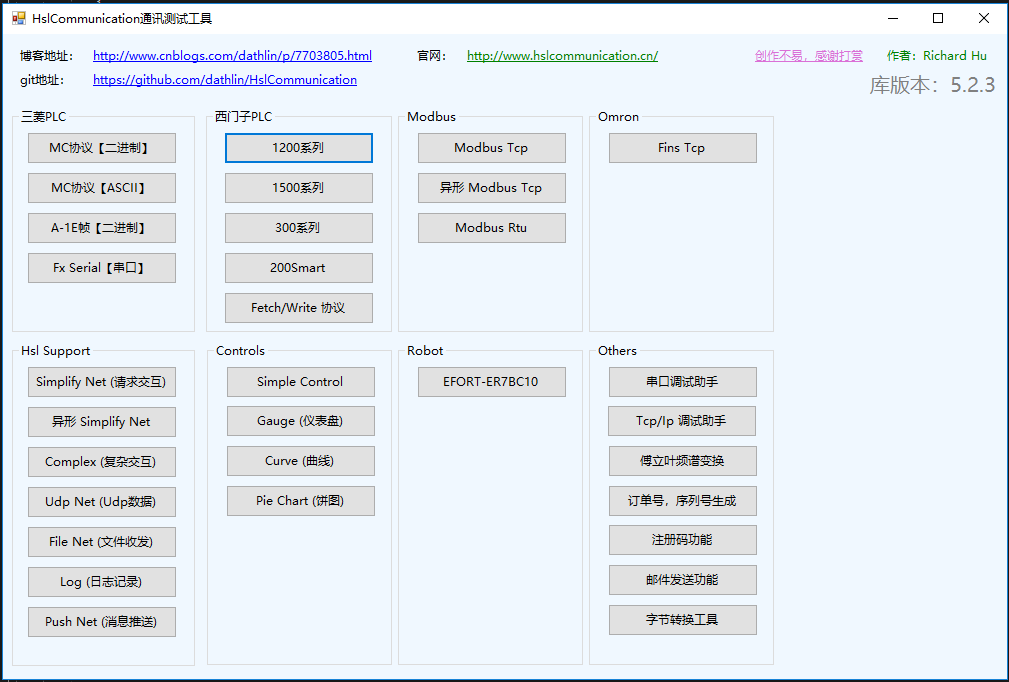 HslCommunication通讯测试工具
博客地址： http://www.cnblogs.com/dathlin/p/7703805.html 官网： http://www.hslcommunication.cn/ 创作不易，感谢打赏 作者：Richard Hu
git地址： https://github.com/dathlin/HslCommunication 库版本：5.2.3
三菱PLC
MC协议【二进制】
MC协议【ASCII】
A-1E帧【二进制】
Fx Serial【串口】
西门子PLC
1200系列
1500系列
300系列
200Smart
Fetch/Write 协议
Modbus
Modbus Tcp
异形 Modbus Tcp
Modbus Rtu
Omron
Fins Tcp
Hsl Support
Simplify Net (请求交互)
异形 Simplify Net
Complex (复杂交互)
Udp Net (Udp数据)
File Net (文件收发)
Log (日志记录)
Push Net (消息推送)
Controls
Simple Control
Gauge (仪表盘)
Curve (曲线)
Pie Chart (饼图)
Robot
EFORT-ER7BC10
Others
串口调试助手
Tcp/Ip 调试助手
傅立叶频谱变换
订单号，序列号生成
注册码功能
邮件发送功能
字节转换工具